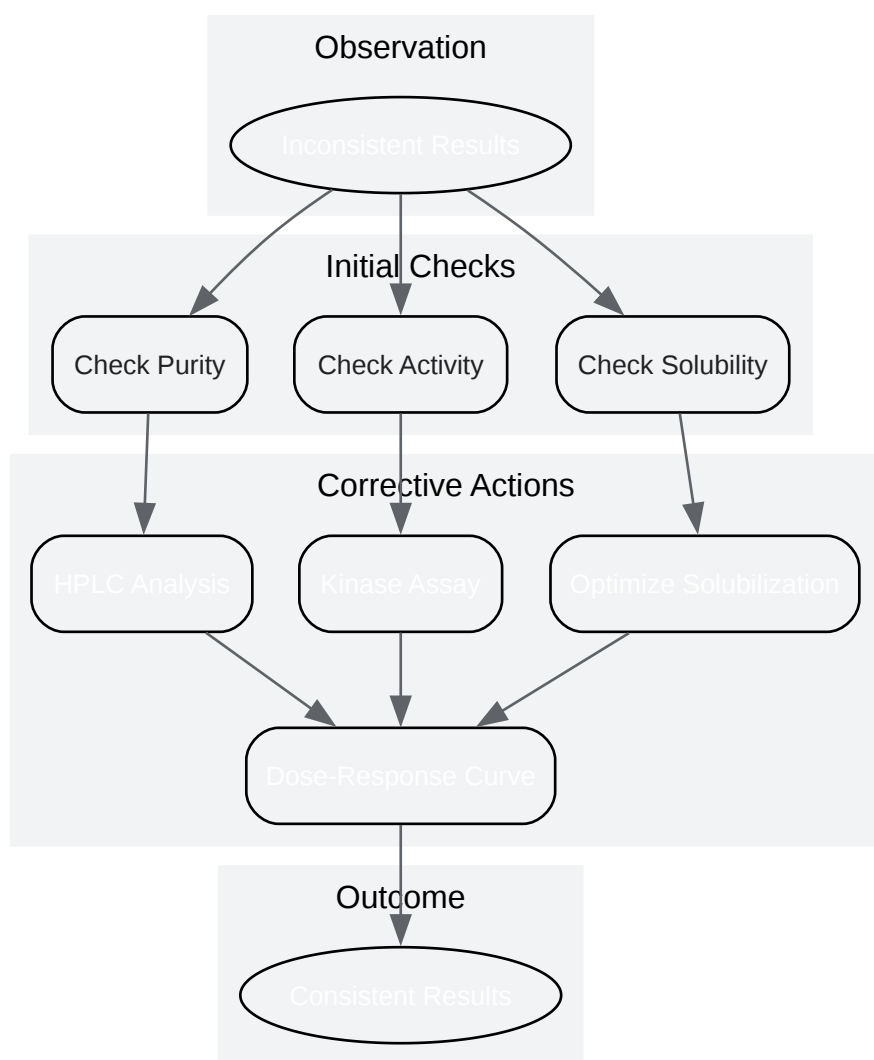 Observation
Inconsistent Results
Initial Checks
Check Purity
Check Activity
Check Solubility
Corrective Actions
HPLC Analysis
Kinase Assay
Optimize Solubilization
Dose-Response Curve
Outcome
Consistent Results